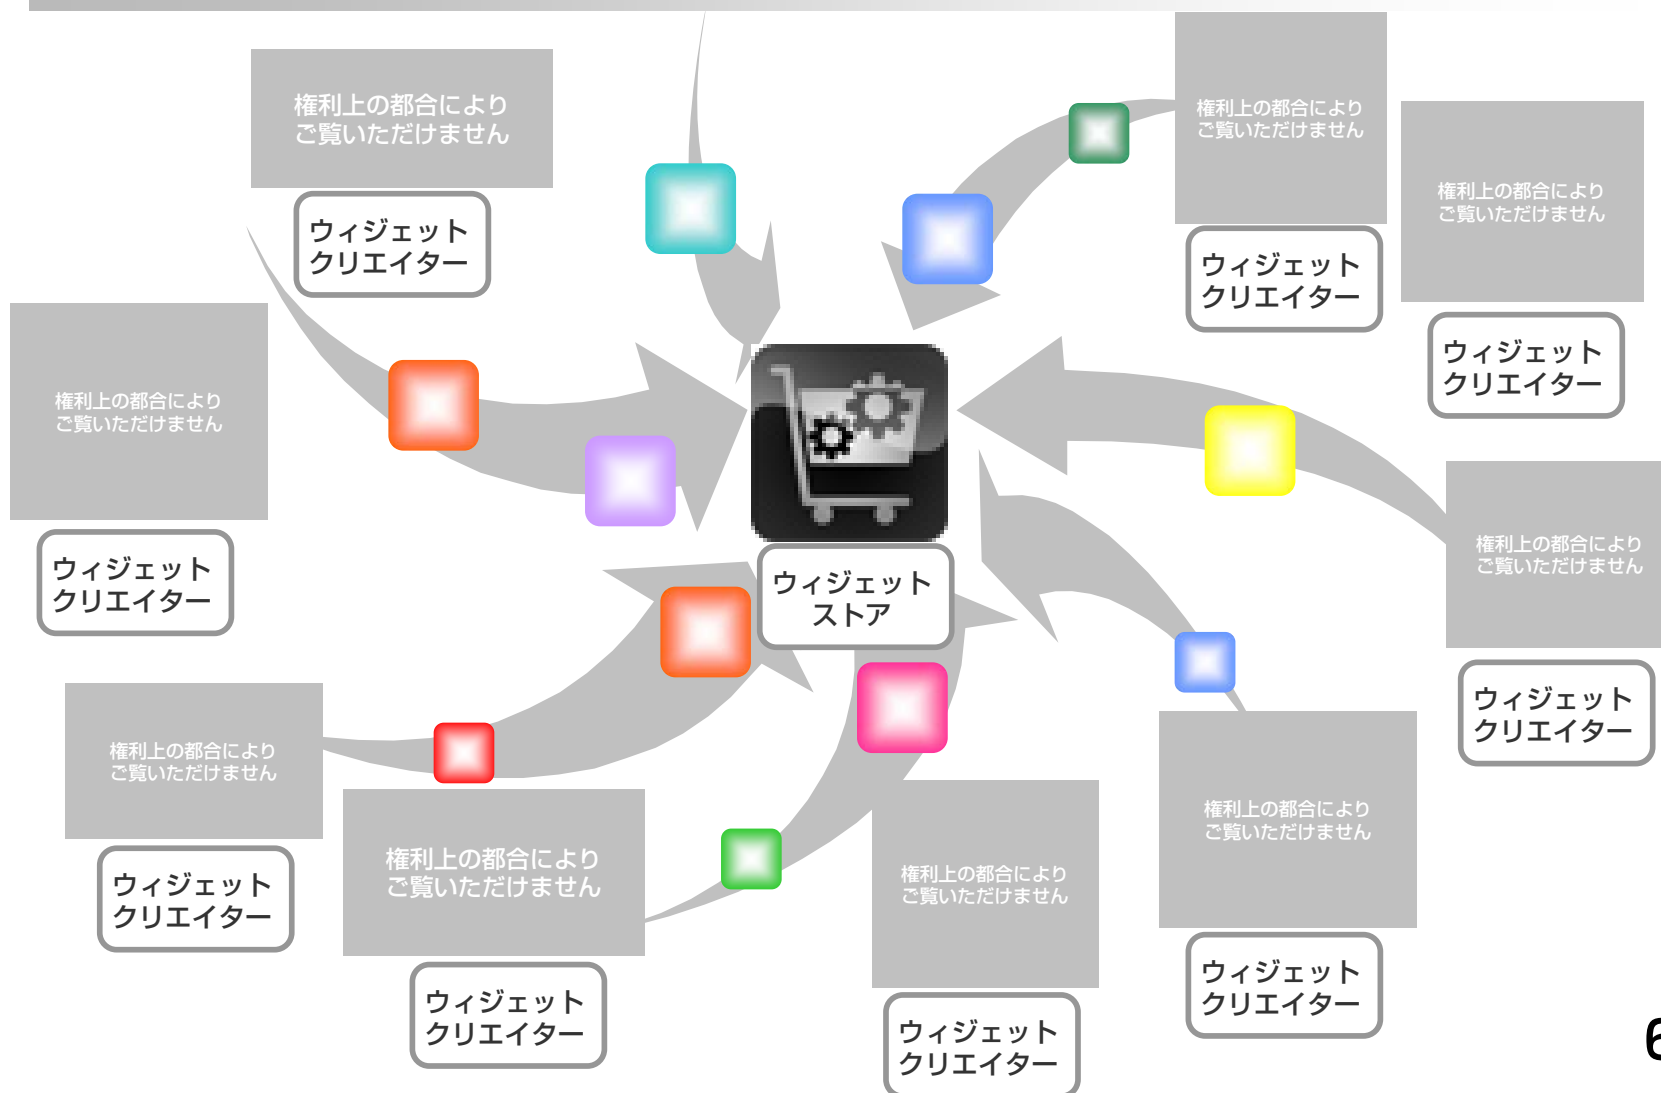 権利上の都合により
ご覧いただけません
ウィジェット
クリエイター
権利上の都合により
ご覧いただけません
ウィジェット
クリエイター
権利上の都合により
ご覧いただけません
ウィジェット
クリエイター
権利上の都合により
ご覧いただけません
ウィジェット
クリエイター
ウィジェット
ストア
権利上の都合により
ご覧いただけません
ウィジェット
クリエイター
権利上の都合により
ご覧いただけません
ウィジェット
クリエイター
権利上の都合により
ご覧いただけません
ウィジェット
クリエイター
権利上の都合により
ご覧いただけません
ウィジェット
クリエイター
権利上の都合により
ご覧いただけません
ウィジェット
クリエイター
6